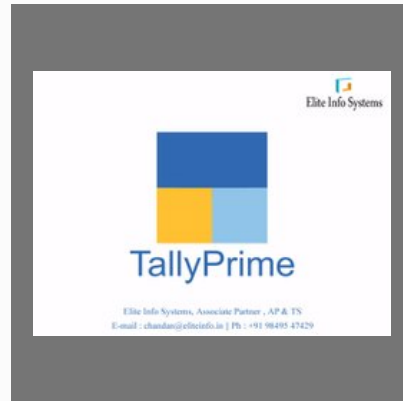 Elite Info Systems
TallyPrime
Elite Info Systems, Associate Partner , AP & TS
E-mail : chandan@eliteinfo.in || Ph : +91 98495 47429